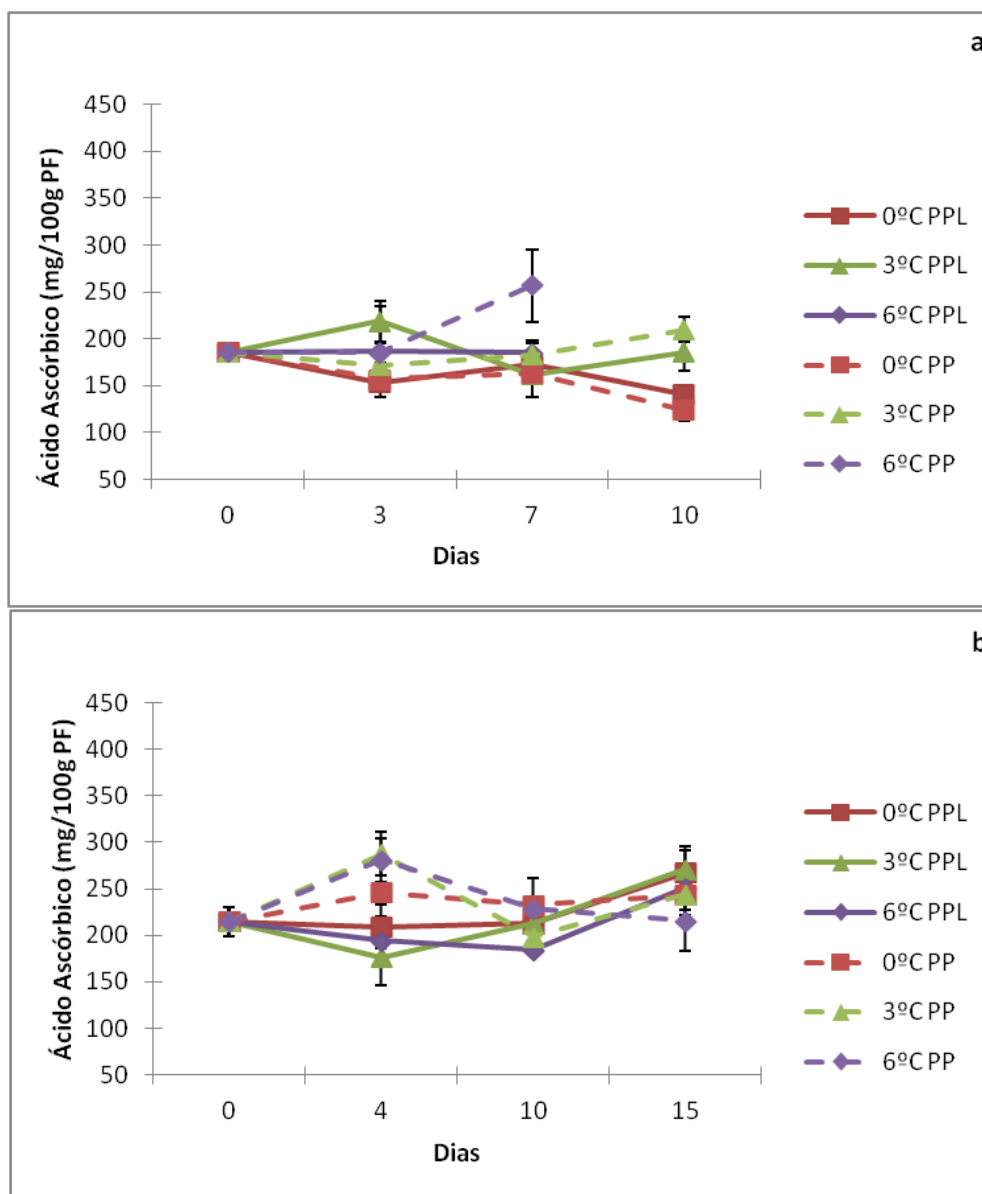 a
Ácido Ascórbico (mg/100g PF)
450
400
350
300
250
200
150
100
50
0 3 7 10
Dias
0ºC PPL
3ºC PPL
6ºC PPL
0ºC PP
3ºC PP
6ºC PP
b
Ácido Ascórbico (mg/100g PF)
450
400
350
300
250
200
150
100
50
0 4 10 15
Dias
0ºC PPL
3ºC PPL
6ºC PPL
0ºC PP
3ºC PP
6ºC PP